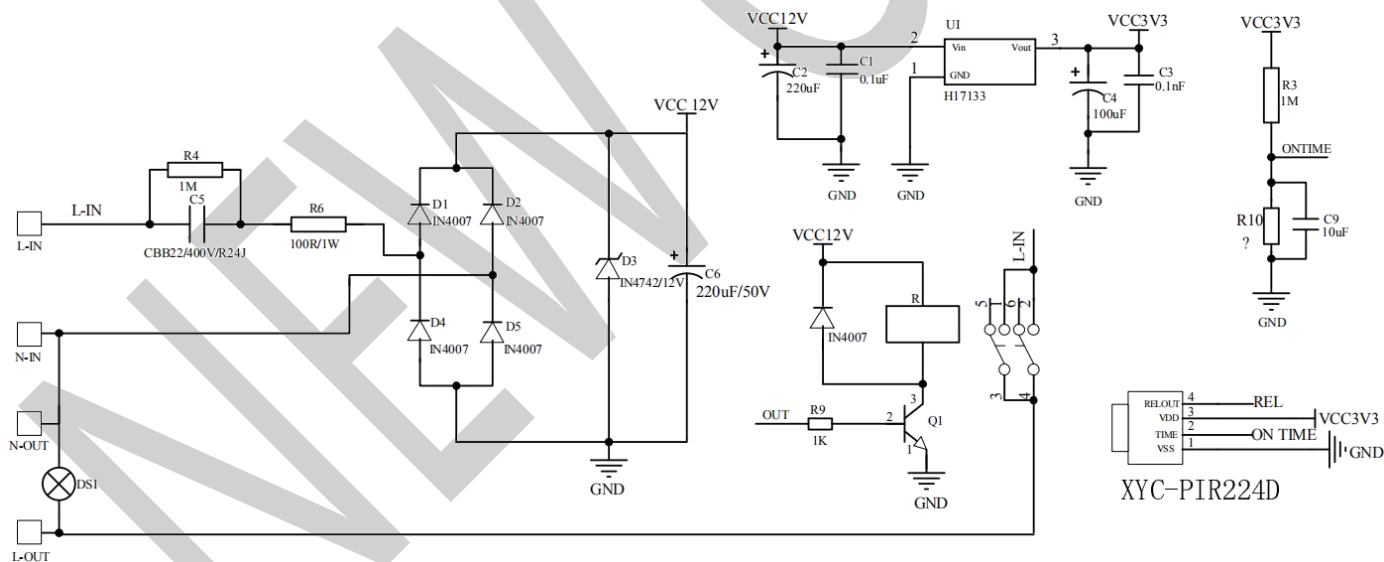 NEW
R4
1M
C5
L-IN
L-IN
CBB22/400V/R24J
R6
100R/1W
N-IN
N-OUT
DS1
L-OUT
D1
IN4007
D2
IN4007
D4
IN4007
D5
IN4007
VCC 12V
D3
IN4742/12V
C6
220uF/50V
GND
VCC12V
C2
220uF
C1
0.1uF
GND
UI
2
Vin
Vout
3
1
GND
H17133
GND
VCC3V3
C4
100uF
C3
0.1nF
GND
VCC3V3
R3
1M
ONTIME
R10
?
C9
10uF
GND
VCC12V
IN4007
R
OUT
R9
1K
2
3
Q1
1
GND
L-IN
5
1
6
2
3
4
RELOUT 4 REL
VDD 3 VCC3V3
TIME 2 ON TIME
VSS 1 GND
XYC-PIR224D